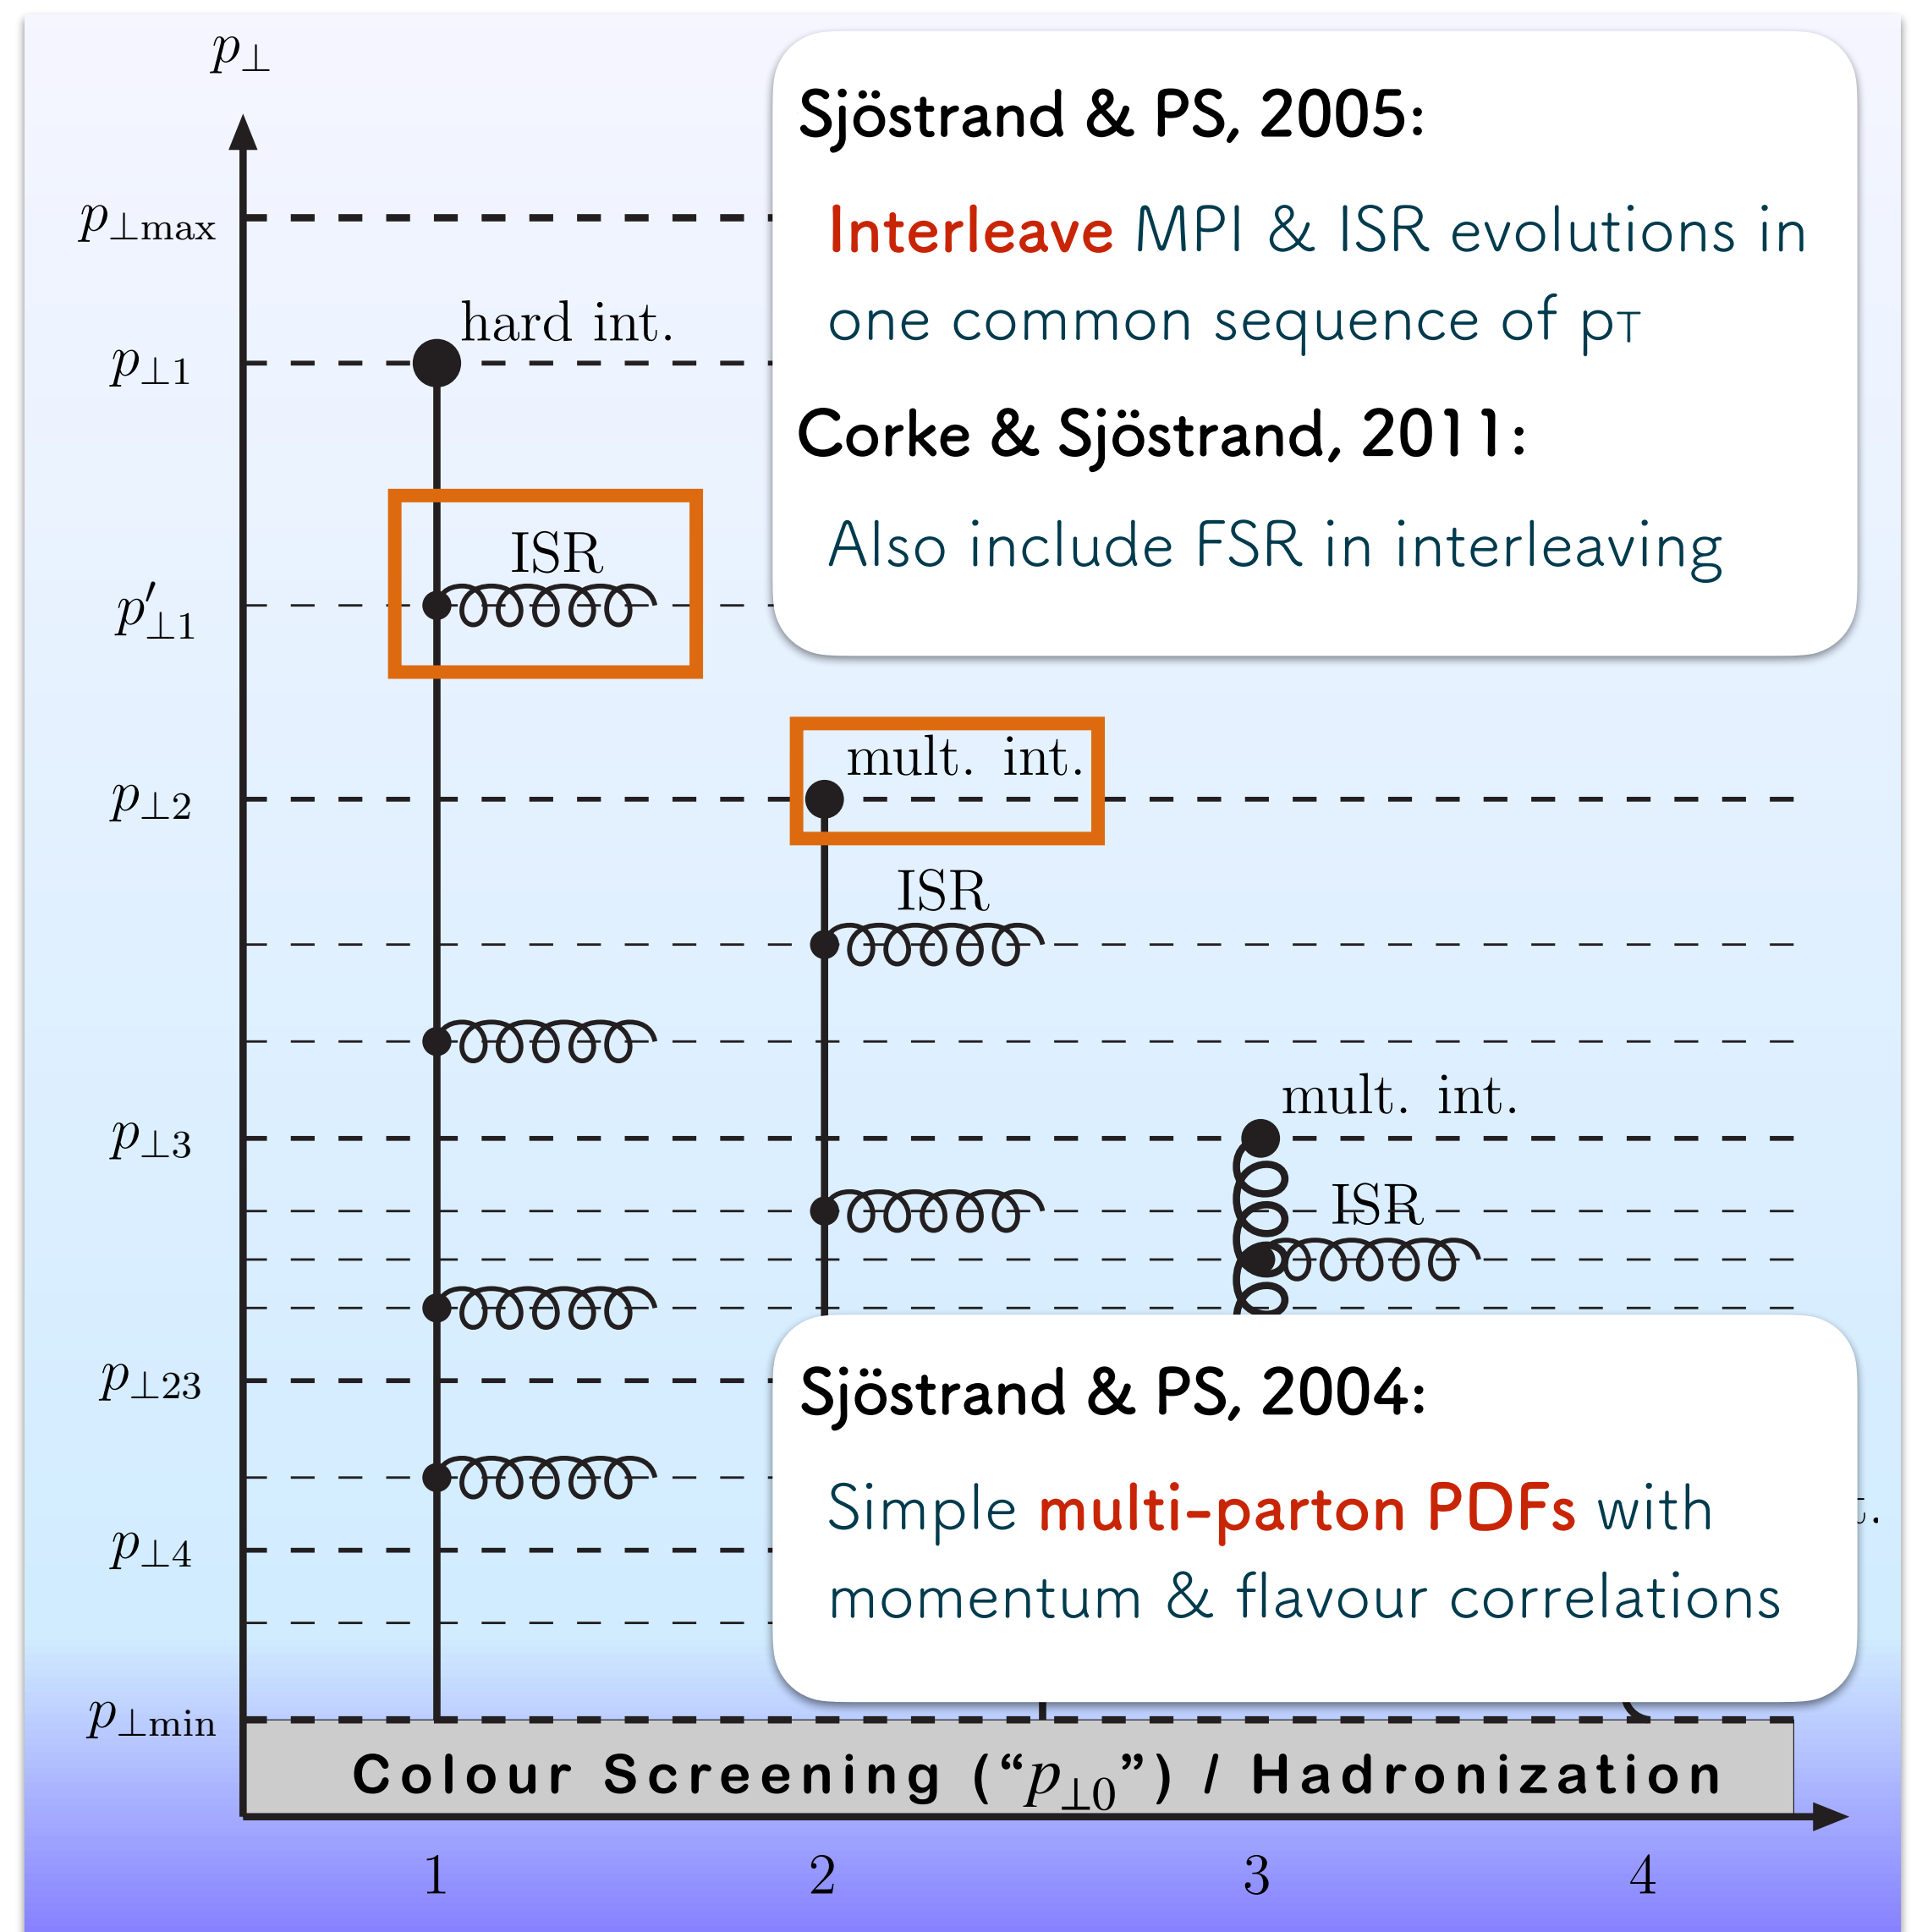 p⊥
Sjöstrand & PS, 2005:
Interleave MPI & ISR evolutions in
one common sequence of pT
Corke & Sjöstrand, 2011:
Also include FSR in interleaving
p⊥max
hard int.
p⊥1
ISR
p′⊥1
mult. int.
p⊥2
ISR
mult. int.
p⊥3
ISR
p⊥23
Sjöstrand & PS, 2004:
Simple multi-parton PDFs with
momentum & flavour correlations
p⊥4
p⊥min
Colour Screening (“p⊥0”) / Hadronization
1 2 3 4